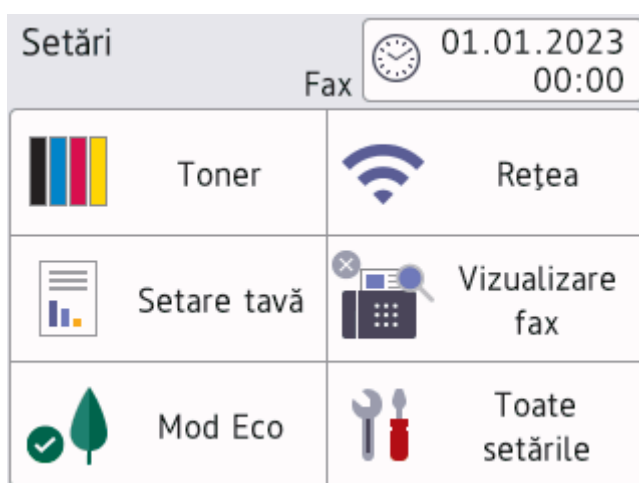 Setări
Fax
01.01.2023
00:00
Toner
Reţea
Setare tavă
Vizualizare
fax
Mod Eco
Toate
setările